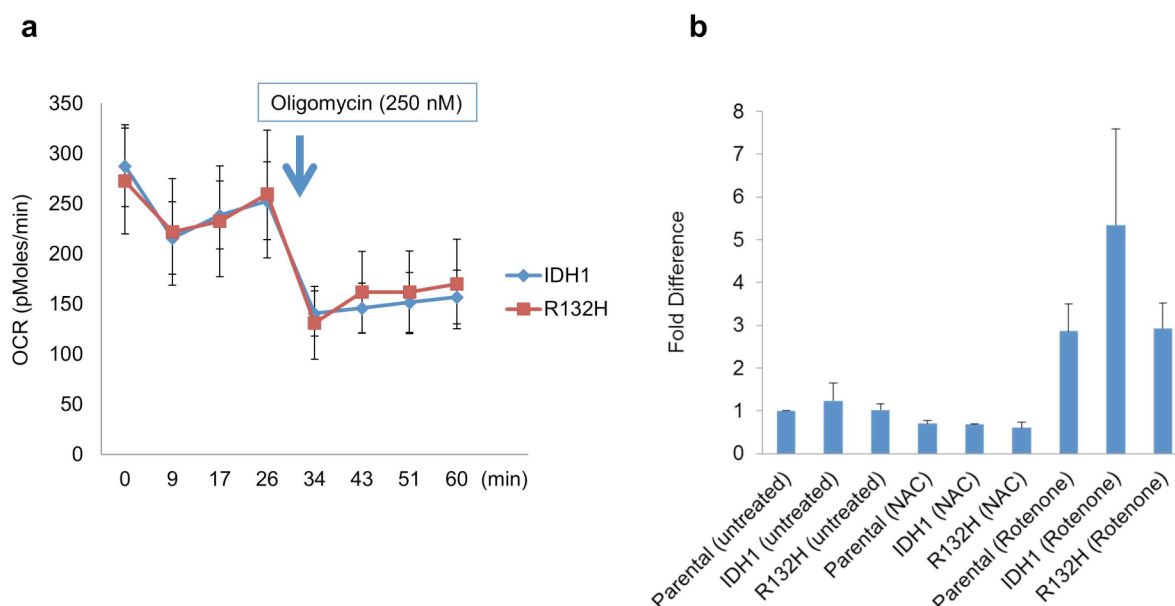 a
Oligomycin (250 nM)
OCR (pMoles/min)
350
300
250
200
150
100
50
0
0 9 17 26 34 43 51 60 (min)
IDH1
R132H
b
Fold Difference
8
7
6
5
4
3
2
1
0
Parental (untreated)
IDH1 (untreated)
R132H (untreated)
Parental (NAC)
IDH1 (NAC)
R132H (NAC)
Parental (Rotenone)
IDH1 (Rotenone)
R132H (Rotenone)